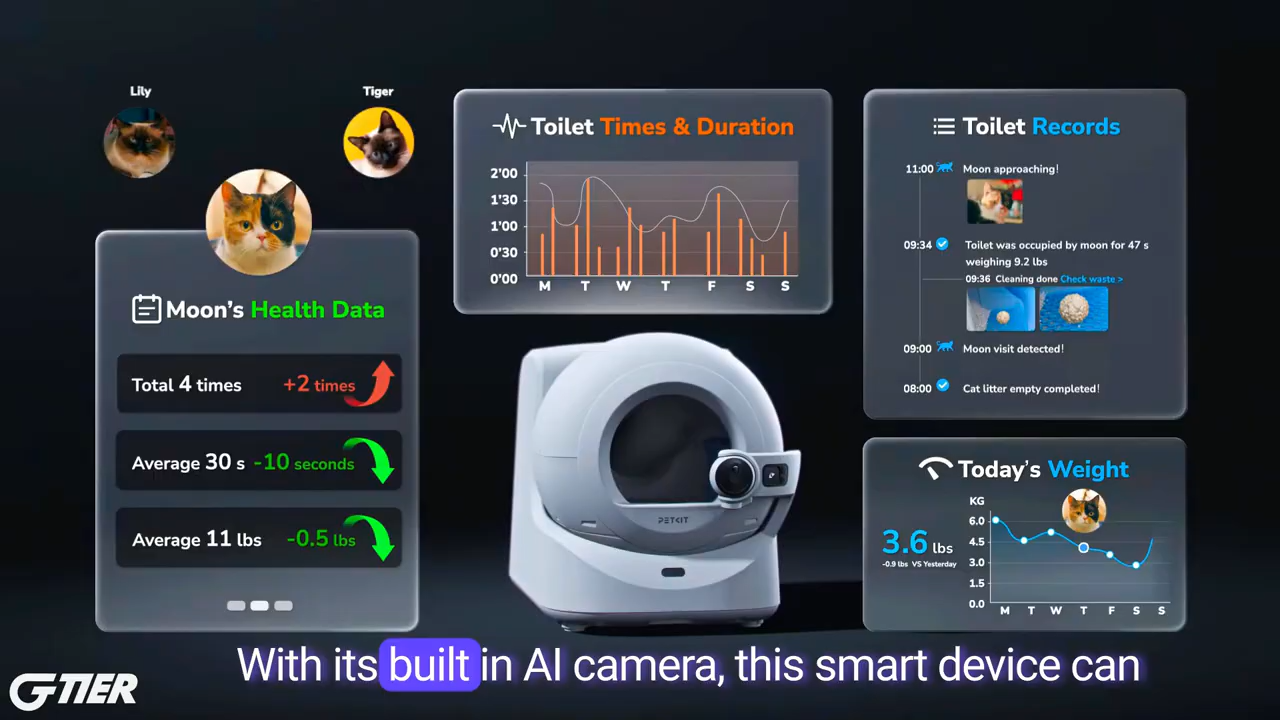 Lily
Tiger
Moon's Health Data
Total 4 times +2 times
Average 30 s -10 seconds
Average 11 lbs -0.5 lbs
Toilet Times & Duration
2'00
1'30
1'00
0'30
0'00
M T W T F S S
PETKIT
Toilet Records
11:00 Moon approaching!
09:34 Toilet was occupied by moon for 47 s
weighing 9.2 lbs
09:36 Cleaning done Check waste >
09:00 Moon visit detected!
08:00 Cat litter empty completed!
Today's Weight
3.6 lbs
-0.9 lbs VS Yesterday
KG
6.0
4.5
3.0
1.5
0.0
M T W T F S S
With its built in AI camera, this smart device can
GTIER